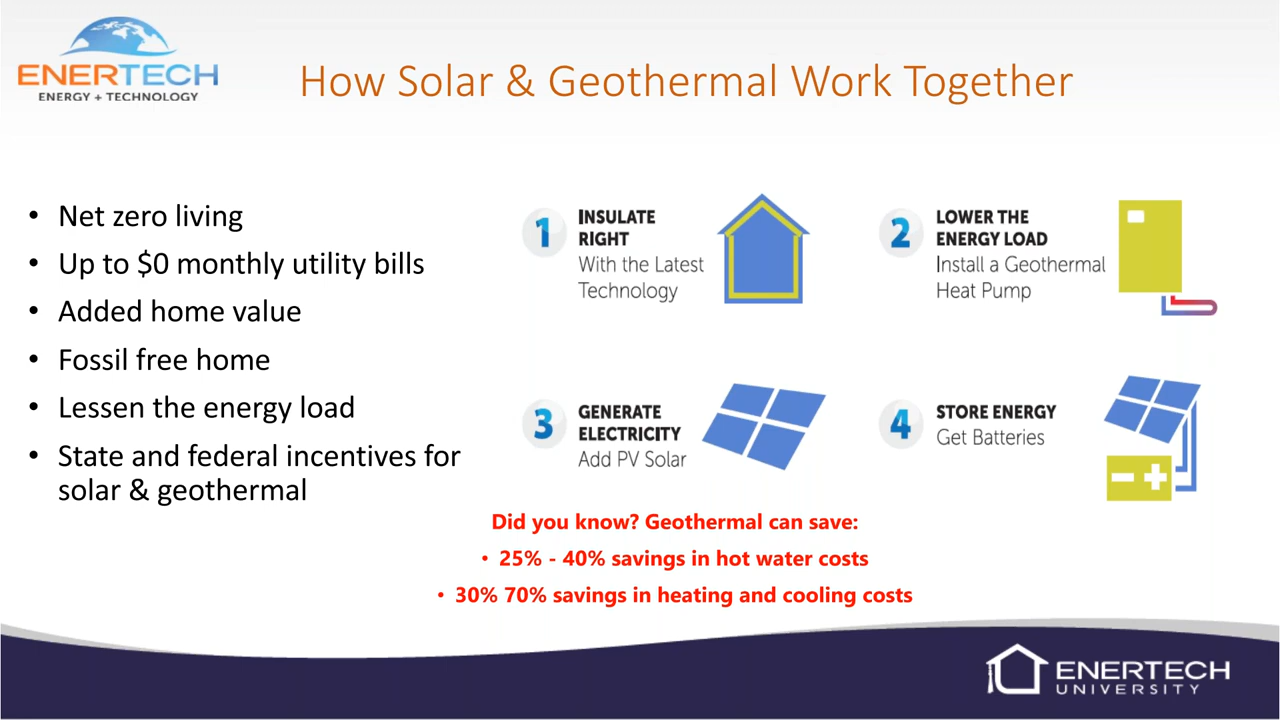 ENERTECH
ENERGY + TECHNOLOGY
How Solar & Geothermal Work Together
• Net zero living
• Up to $0 monthly utility bills
• Added home value
• Fossil free home
• Lessen the energy load
• State and federal incentives for
solar & geothermal
1
INSULATE
RIGHT
With the Latest
Technology
2
LOWER THE
ENERGY LOAD
Install a Geothermal
Heat Pump
3
GENERATE
ELECTRICITY
Add PV Solar
4
STORE ENERGY
Get Batteries
Did you know? Geothermal can save:
• 25% - 40% savings in hot water costs
• 30% 70% savings in heating and cooling costs
ENERTECH
UNIVERSITY